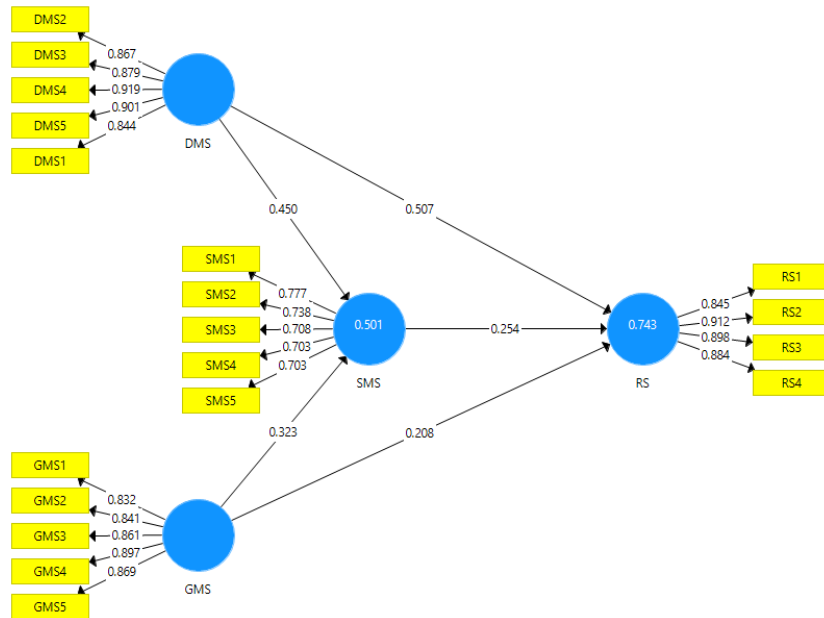 DMS2
DMS3
DMS4
DMS5
DMS1
0.867
0.879
0.919
0.901
0.844
DMS
0.450
0.507
SMS1
SMS2
SMS3
SMS4
SMS5
0.777
0.738
0.708
0.703
0.703
0.501
SMS
0.254
0.743
RS
0.845
0.912
0.898
0.884
RS1
RS2
RS3
RS4
0.323
0.208
GMS1
GMS2
GMS3
GMS4
GMS5
0.832
0.841
0.861
0.897
0.869
GMS